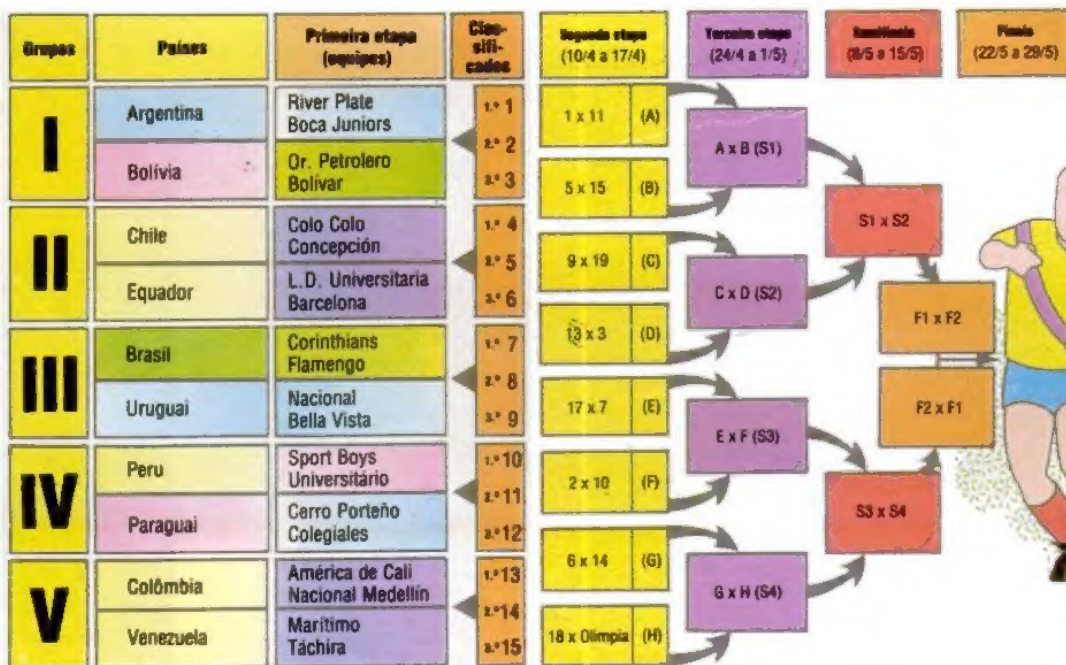 Grupos
Países
Primeira etapa
(equipes)
Clas-
sifi-
cados
Segunda etapa
(10/4 a 17/4)
Terceira etapa
(24/4 a 1/5)
Semifinais
(8/5 a 15/5)
Finais
(22/5 a 29/5)
I
Argentina
River Plate
Boca Juniors
Bolívia
Or. Petrolero
Bolívar
1.º 1
2.º 2
3.º 3
II
Chile
Colo Colo
Concepción
Equador
L.D. Universitaria
Barcelona
1.º 4
2.º 5
3.º 6
III
Brasil
Corinthians
Flamengo
Uruguai
Nacional
Bella Vista
1.º 7
2.º 8
3.º 9
IV
Peru
Sport Boys
Universitário
Paraguai
Cerro Porteño
Colegiales
1.º 10
2.º 11
3.º 12
V
Colômbia
América de Cali
Nacional Medellín
Venezuela
Marítimo
Táchira
1.º 13
2.º 14
3.º 15
1 x 11 (A)
5 x 15 (B)
9 x 19 (C)
13 x 3 (D)
17 x 7 (E)
2 x 10 (F)
6 x 14 (G)
18 x Olimpia (H)
A x B (S1)
C x D (S2)
E x F (S3)
G x H (S4)
S1 x S2
S3 x S4
F1 x F2
F2 x F1